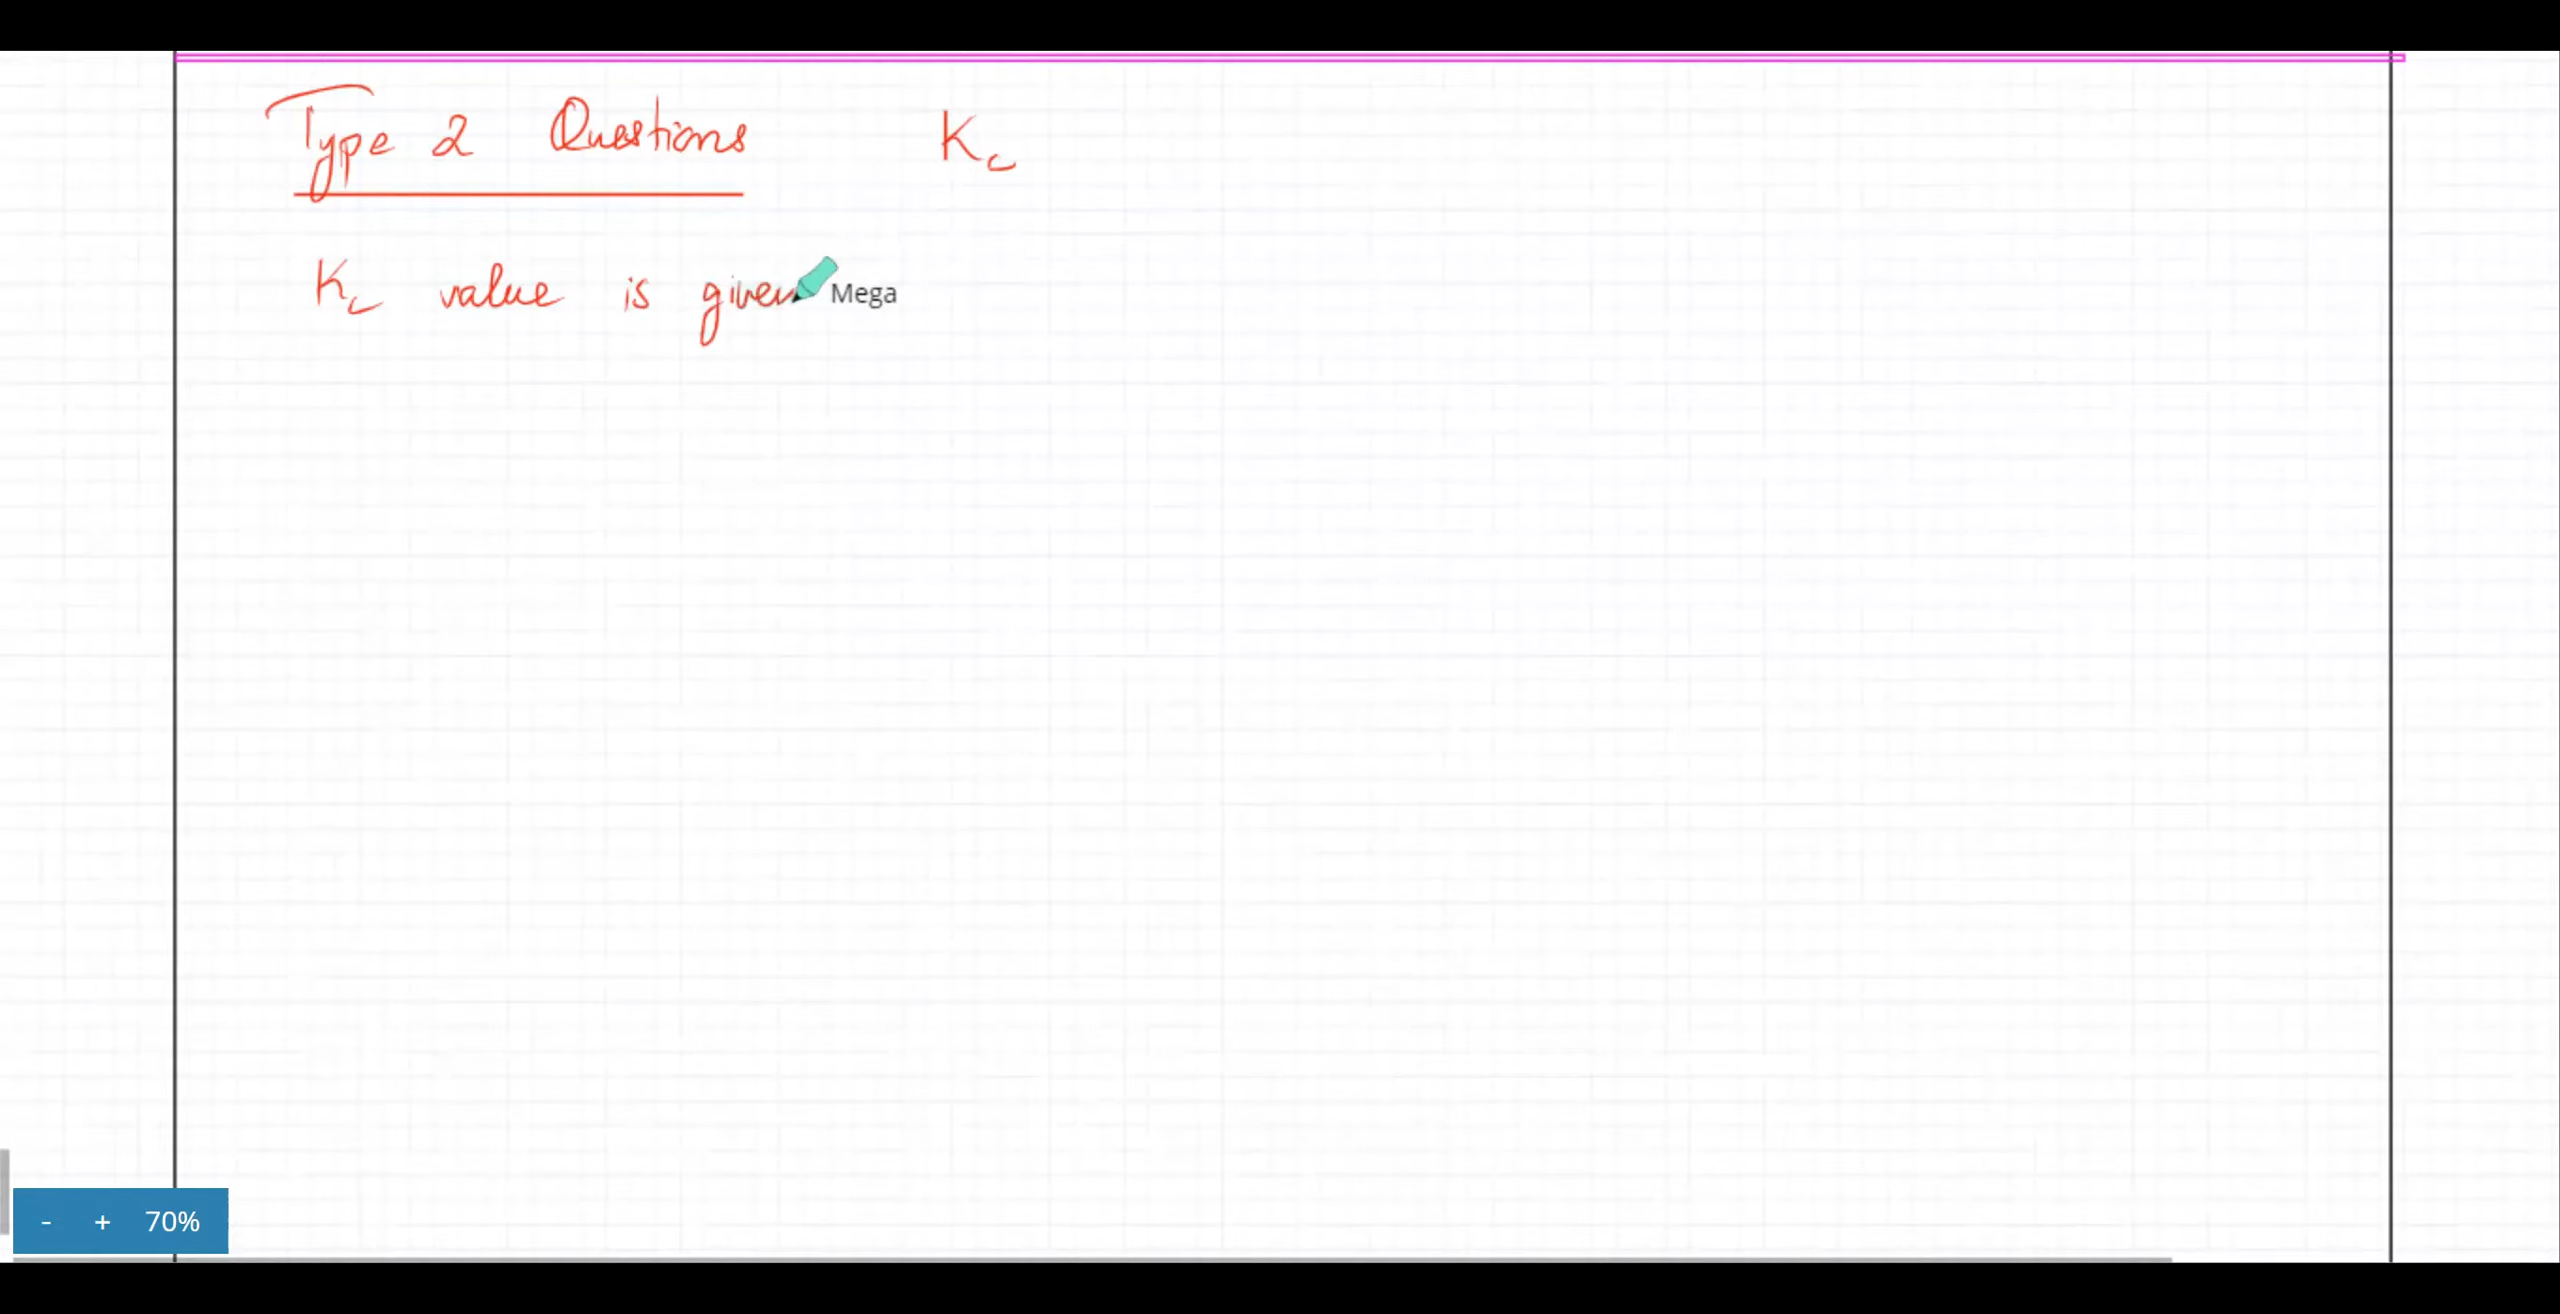 Type 2 Questions Kc
Kc value is given
Mega
- + 70%